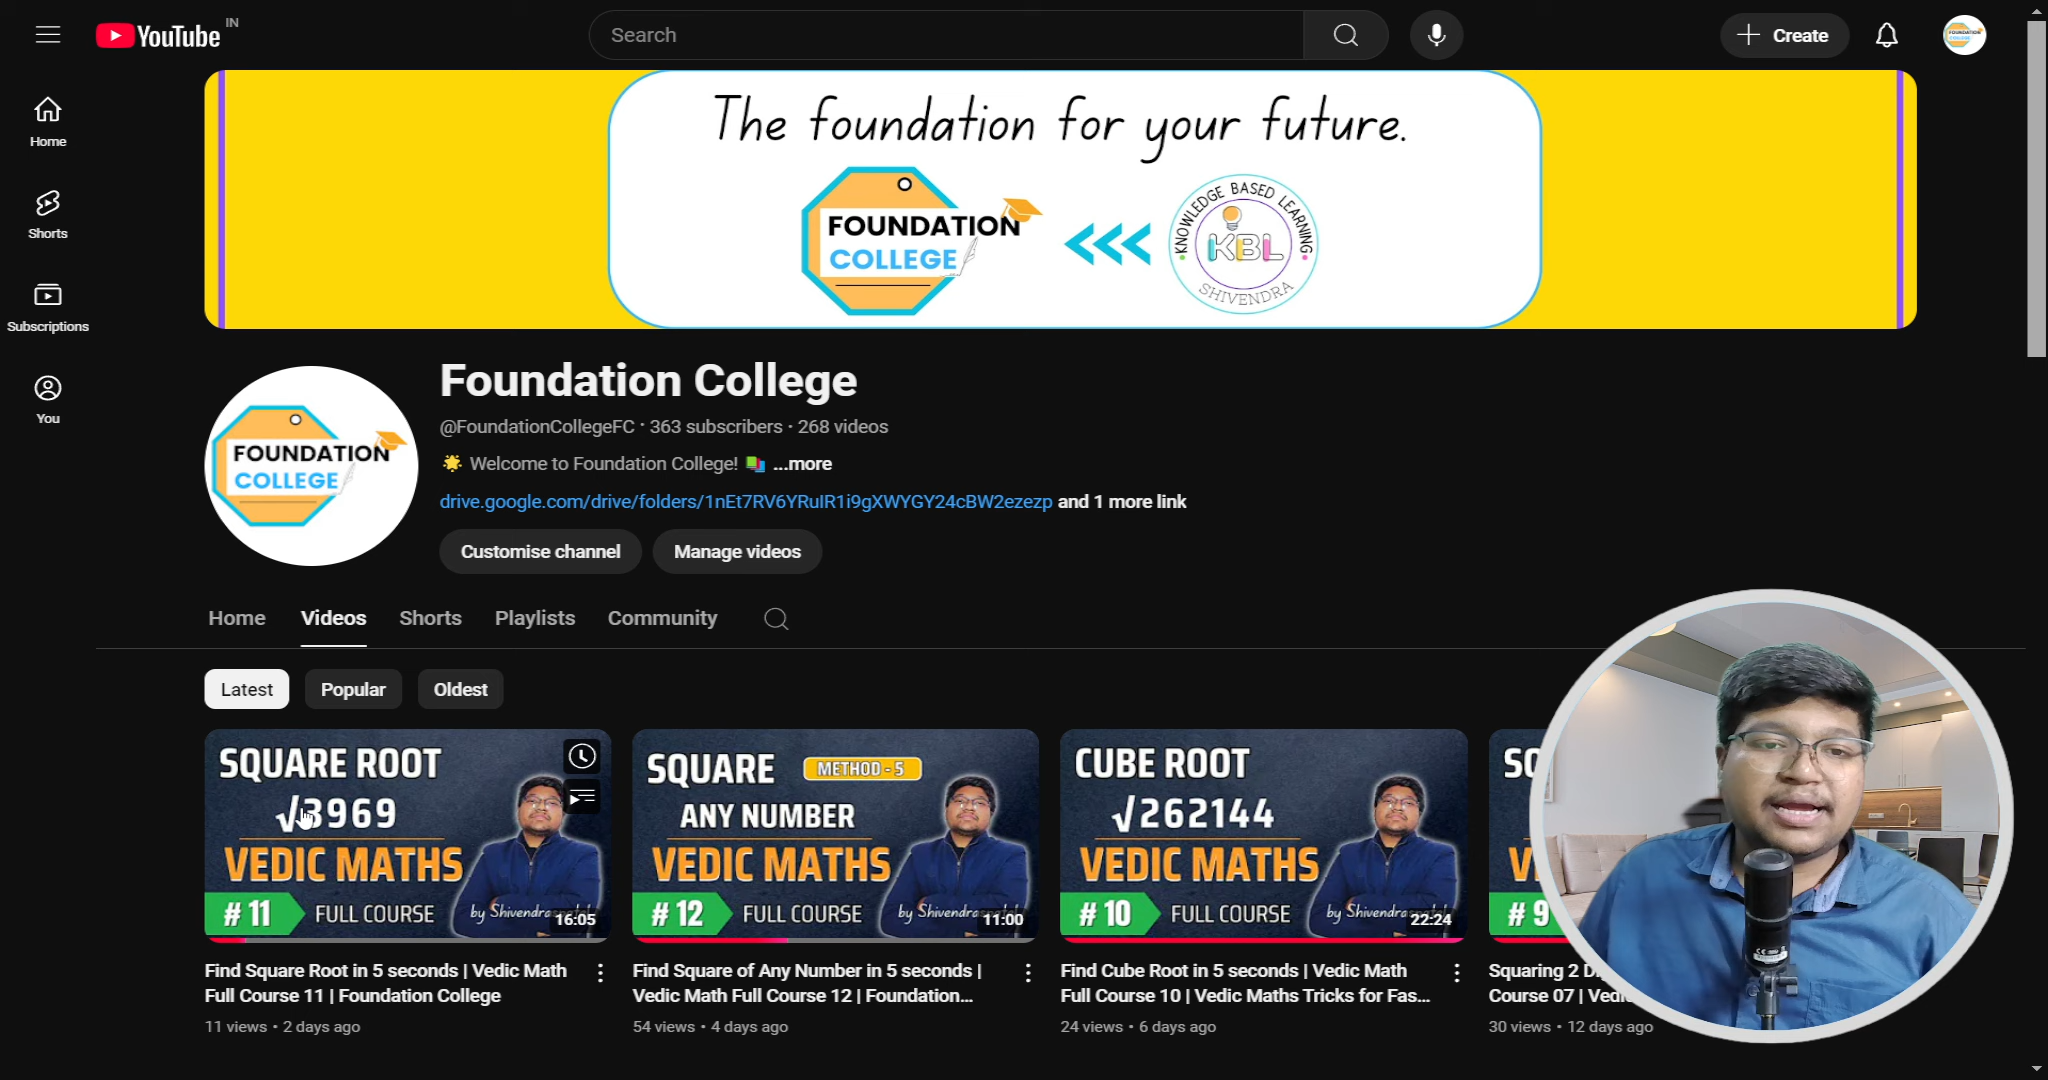 YouTube IN
Search
Create
FOUNDATION
COLLEGE
Home
Shorts
Subscriptions
You
The foundation for your future.
FOUNDATION
COLLEGE
KNOWLEDGE BASED LEARNING
KBL
SHIVENDRA
FOUNDATION
COLLEGE
Foundation College
@FoundationCollegeFC · 363 subscribers · 268 videos
🌟 Welcome to Foundation College! 📚 ...more
drive.google.com/drive/folders/1nEt7RV6YRuIR1i9gXWYGY24cBW2ezezp and 1 more link
Customise channel Manage videos
Home Videos Shorts Playlists Community
Latest Popular Oldest
SQUARE ROOT
√3969
VEDIC MATHS
#11 FULL COURSE by Shivendra 16:05
Find Square Root in 5 seconds | Vedic Math
Full Course 11 | Foundation College
11 views • 2 days ago
SQUARE METHOD - 5
ANY NUMBER
VEDIC MATHS
#12 FULL COURSE by Shivendra 11:00
Find Square of Any Number in 5 seconds |
Vedic Math Full Course 12 | Foundation...
54 views • 4 days ago
CUBE ROOT
√262144
VEDIC MATHS
#10 FULL COURSE by Shivendra 22:24
Find Cube Root in 5 seconds | Vedic Math
Full Course 10 | Vedic Maths Tricks for Fas...
24 views • 6 days ago
#9
Squaring 2
Course 07 |
30 views • 12 days ago